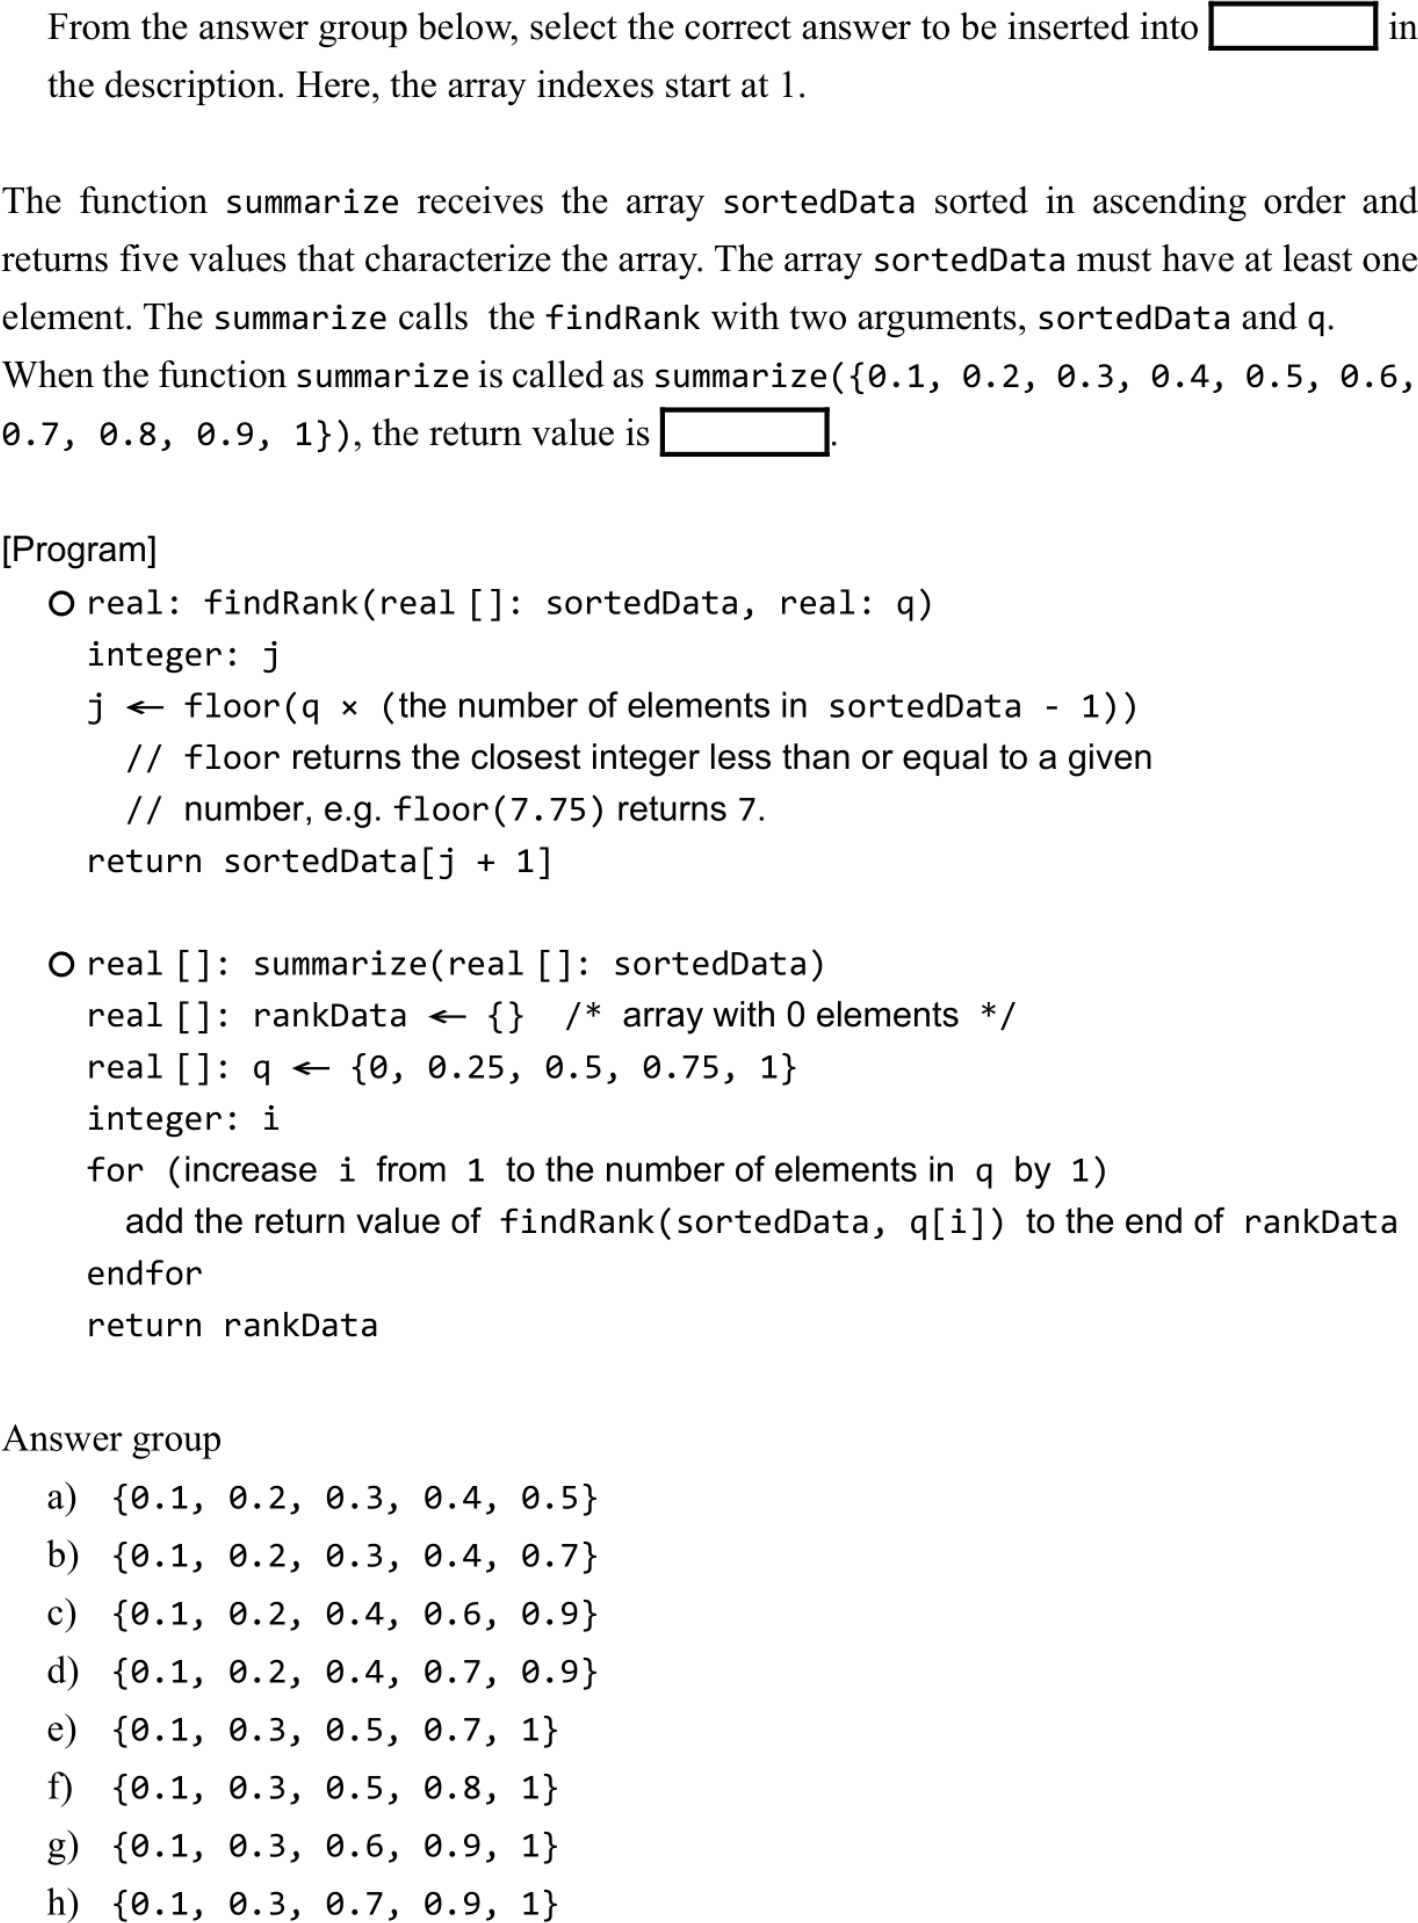 From the answer group below, select the correct answer to be inserted into in
the description. Here, the array indexes start at 1.
The function summarize receives the array sortedData sorted in ascending order and
returns five values that characterize the array. The array sortedData must have at least one
element. The summarize calls the findRank with two arguments, sortedData and q.
When the function summarize is called as summarize({0.1, 0.2, 0.3, 0.4, 0.5, 0.6,
0.7, 0.8, 0.9, 1}), the return value is .
[Program]
○ real: findRank(real []: sortedData, real: q)
integer: j
j ← floor(q × (the number of elements in sortedData - 1))
// floor returns the closest integer less than or equal to a given
// number, e.g. floor(7.75) returns 7.
return sortedData[j + 1]
○ real []: summarize(real []: sortedData)
real []: rankData ← {} /* array with 0 elements */
real []: q ← {0, 0.25, 0.5, 0.75, 1}
integer: i
for (increase i from 1 to the number of elements in q by 1)
add the return value of findRank(sortedData, q[i]) to the end of rankData
endfor
return rankData
Answer group
a) {0.1, 0.2, 0.3, 0.4, 0.5}
b) {0.1, 0.2, 0.3, 0.4, 0.7}
c) {0.1, 0.2, 0.4, 0.6, 0.9}
d) {0.1, 0.2, 0.4, 0.7, 0.9}
e) {0.1, 0.3, 0.5, 0.7, 1}
f) {0.1, 0.3, 0.5, 0.8, 1}
g) {0.1, 0.3, 0.6, 0.9, 1}
h) {0.1, 0.3, 0.7, 0.9, 1}